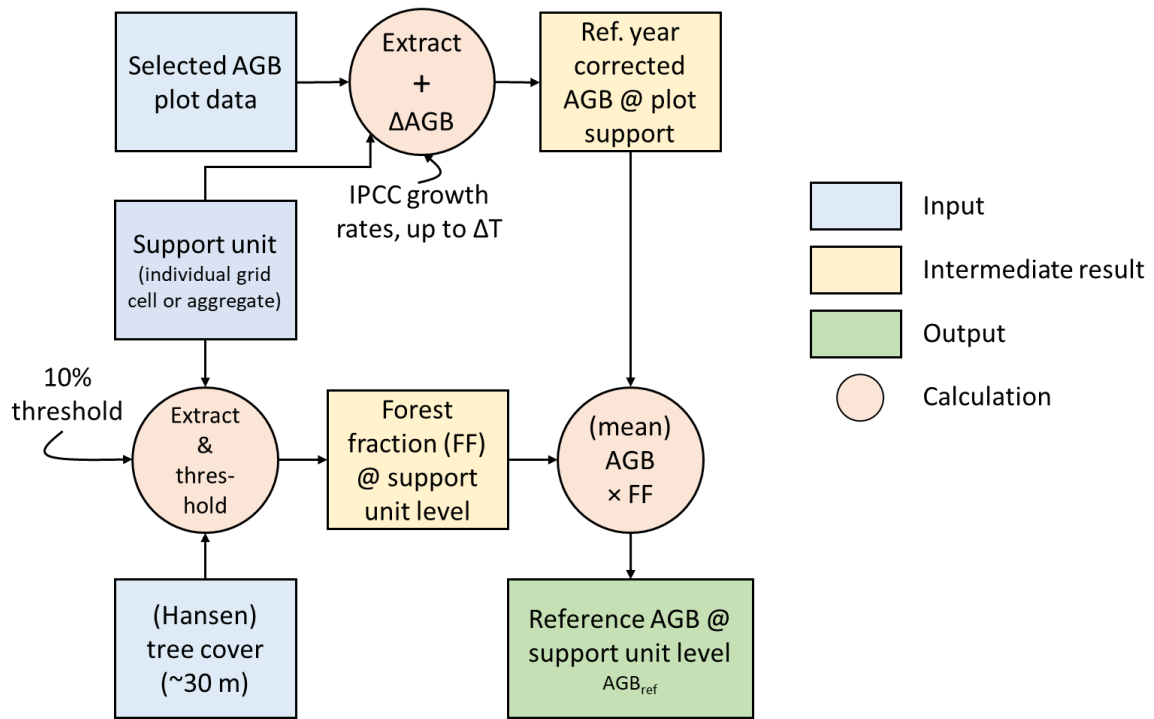 Selected AGB
plot data
Extract
+
ΔAGB
Ref. year
corrected
AGB @ plot
support
IPCC growth
rates, up to ΔT
Support unit
(individual grid
cell or aggregate)
10%
threshold
Extract
&
thres-
hold
Forest
fraction (FF)
@ support
unit level
(mean)
AGB
× FF
(Hansen)
tree cover
(~30 m)
Reference AGB @
support unit level
AGBref
Input
Intermediate result
Output
Calculation